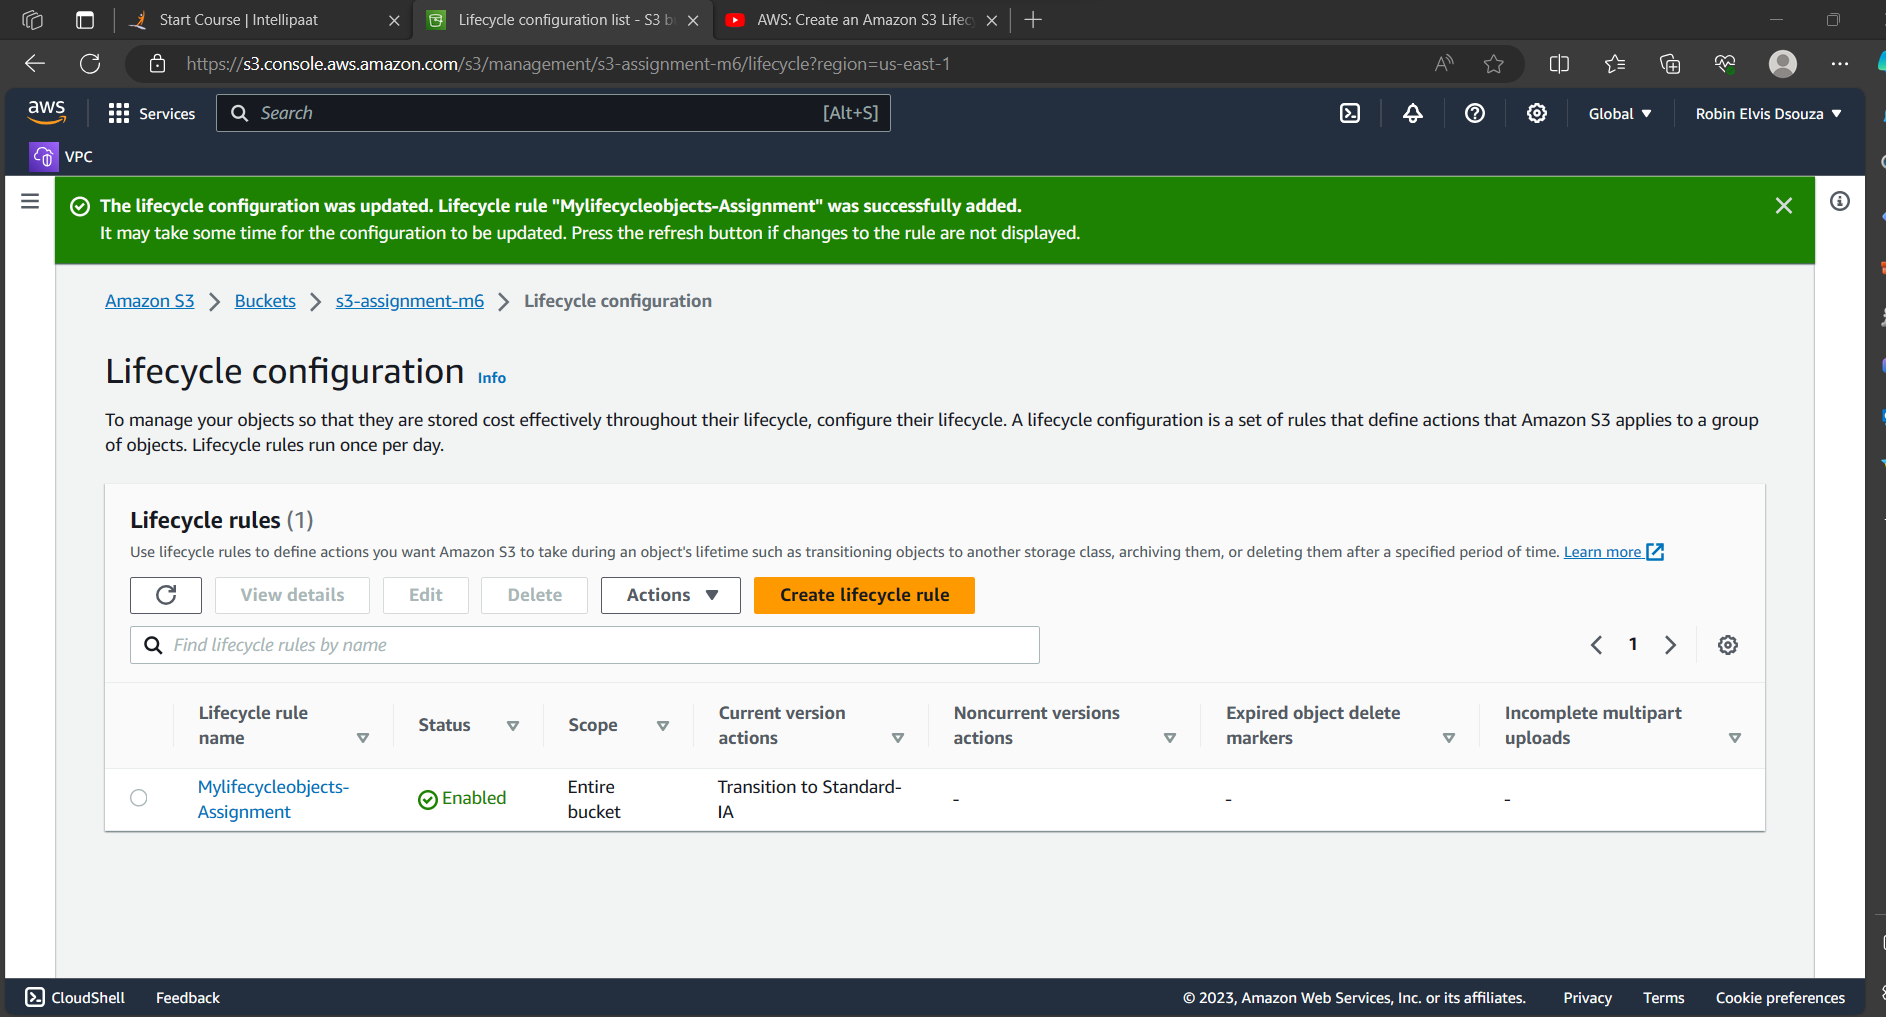 Start Course | Intellipaat
Lifecycle configuration list - S3 b
AWS: Create an Amazon S3 Lifec
https://s3.console.aws.amazon.com/s3/management/s3-assignment-m6/lifecycle?region=us-east-1
aws
Services
Search
[Alt+S]
Global
Robin Elvis Dsouza
VPC
The lifecycle configuration was updated. Lifecycle rule "Mylifecycleobjects-Assignment" was successfully added.
It may take some time for the configuration to be updated. Press the refresh button if changes to the rule are not displayed.
Amazon S3 > Buckets > s3-assignment-m6 > Lifecycle configuration
Lifecycle configuration Info
To manage your objects so that they are stored cost effectively throughout their lifecycle, configure their lifecycle. A lifecycle configuration is a set of rules that define actions that Amazon S3 applies to a group
of objects. Lifecycle rules run once per day.
Lifecycle rules (1)
Use lifecycle rules to define actions you want Amazon S3 to take during an object's lifetime such as transitioning objects to another storage class, archiving them, or deleting them after a specified period of time. Learn more
View details
Edit
Delete
Actions
Create lifecycle rule
Find lifecycle rules by name
1
Lifecycle rule
name
Status
Scope
Current version
actions
Noncurrent versions
actions
Expired object delete
markers
Incomplete multipart
uploads
Mylifecycleobjects-
Assignment
Enabled
Entire
bucket
Transition to Standard-
IA
-
-
-
CloudShell
Feedback
© 2023, Amazon Web Services, Inc. or its affiliates.
Privacy
Terms
Cookie preferences